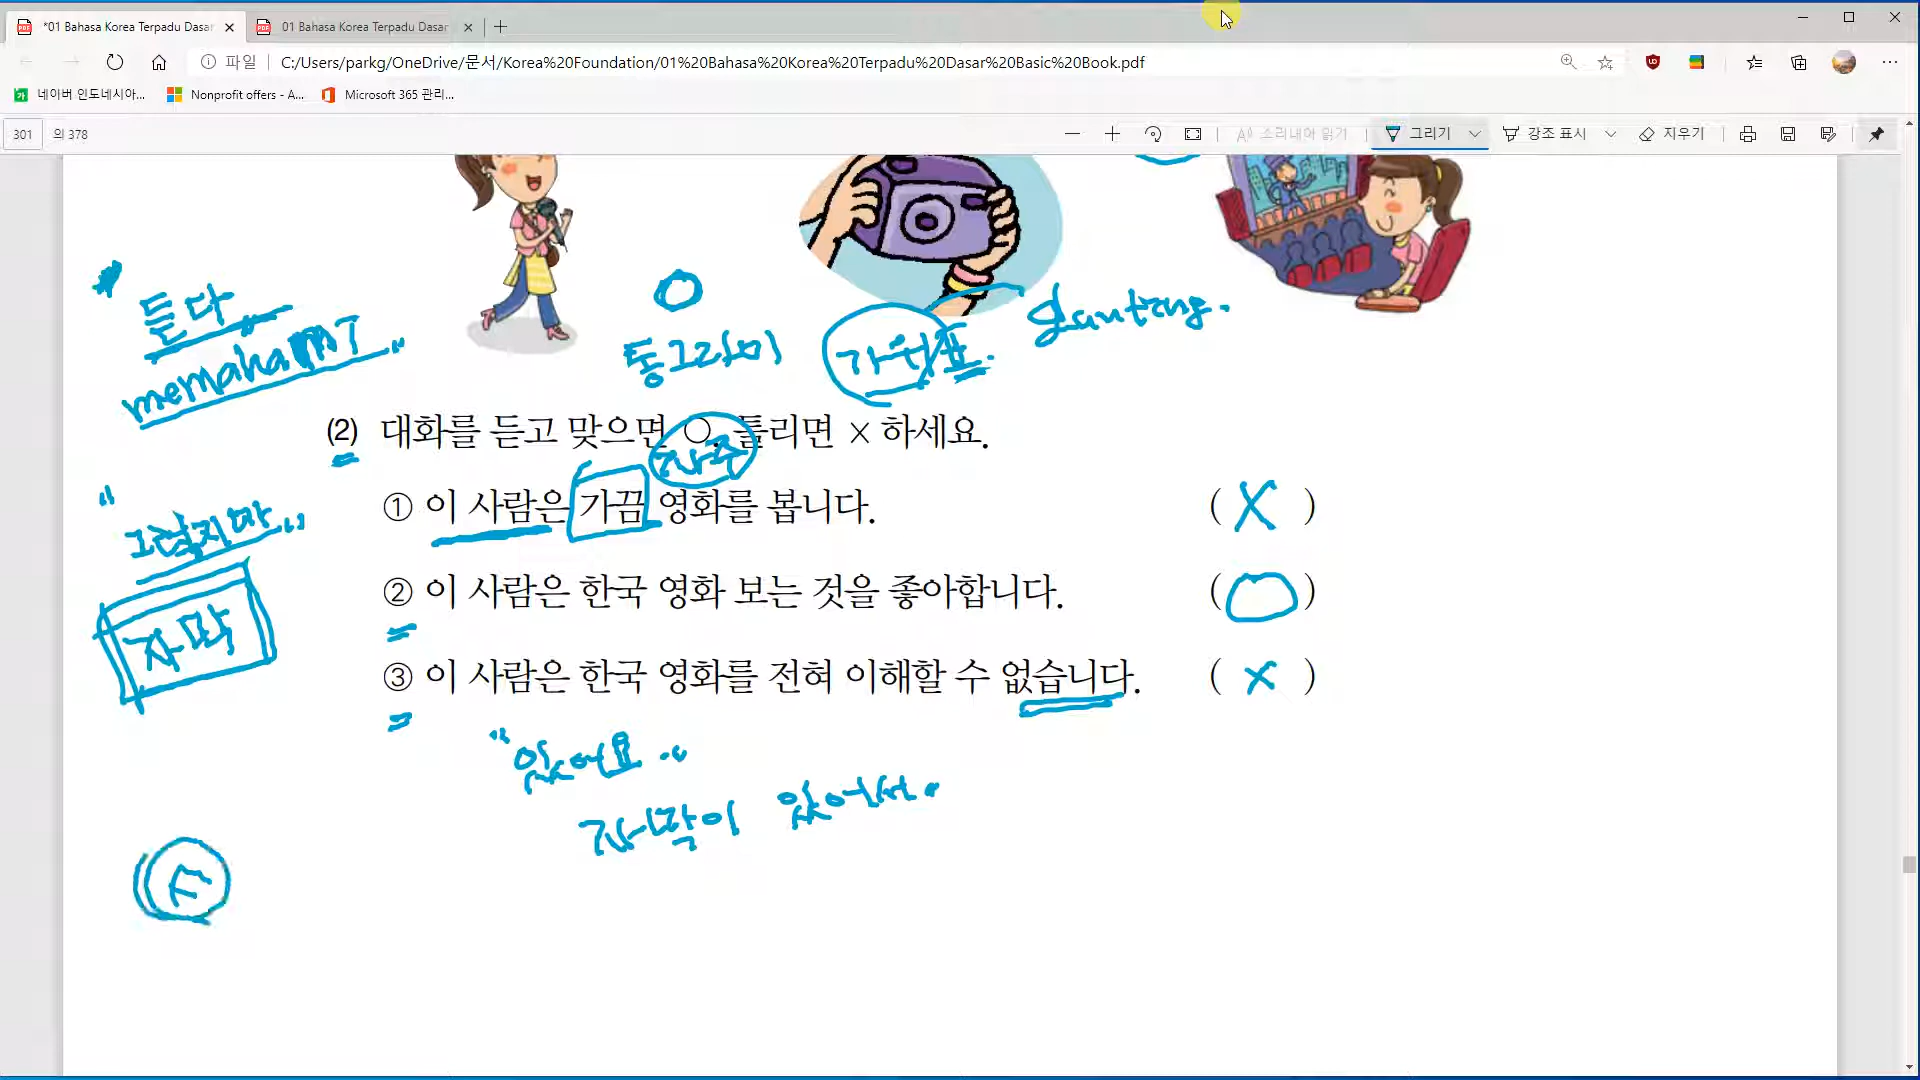 *01 Bahasa Korea Terpadu Dasar
01 Bahasa Korea Terpadu Dasar
파일
C:/Users/parkg/OneDrive/문서/Korea%20Foundation/01%20Bahasa%20Korea%20Terpadu%20Dasar%20Basic%20Book.pdf
네이버 인도네시아...
Nonprofit offers - A...
Microsoft 365 관리...
301 의 378
소리내어 읽기
그리기
강조 표시
지우기
듣다
memahami
동그라미
가위표.
gunting.
(2) 대화를 듣고 맞으면 ○, 틀리면 × 하세요.
자주
① 이 사람은 가끔 영화를 봅니다. ( X )
"그렇지만"
② 이 사람은 한국 영화 보는 것을 좋아합니다. ( ○ )
자막
③ 이 사람은 한국 영화를 전혀 이해할 수 없습니다. ( × )
"있어요"
자막이 있어서